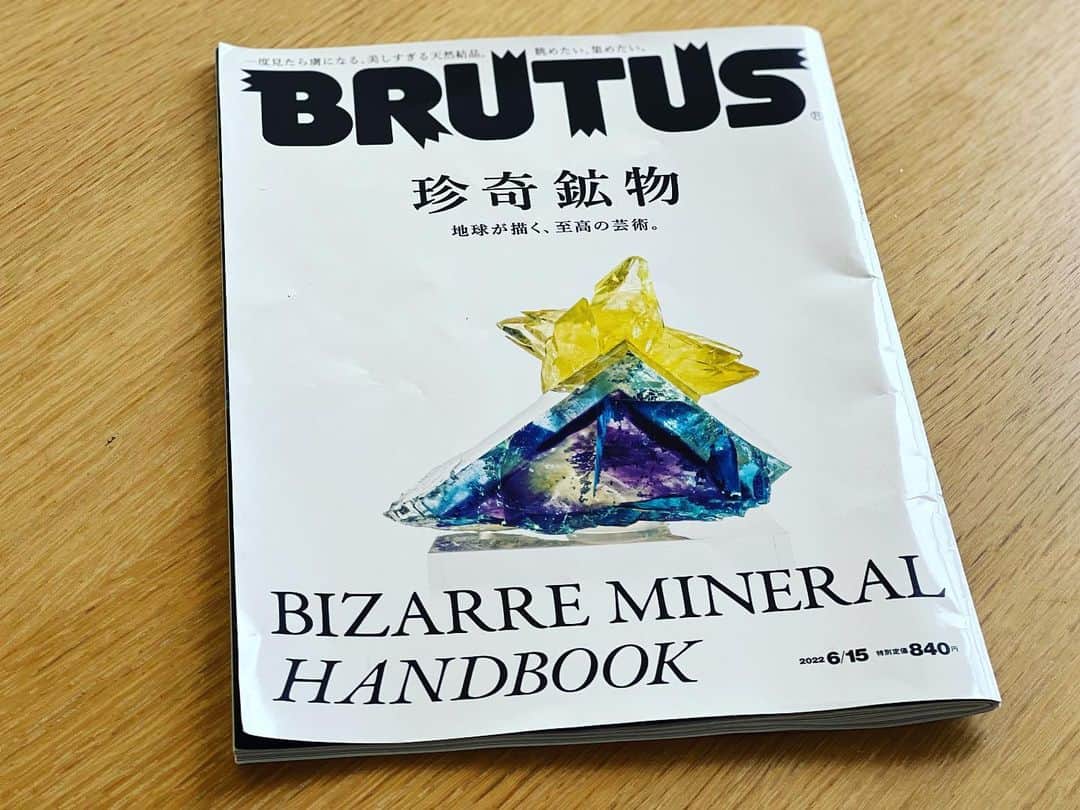 一度見たら虜になる、美しすぎる天然結晶。 眺めたい、集めたい。
BRUTUS®
珍奇鉱物
地球が描く、至高の芸術。
BIZARRE MINERAL
HANDBOOK
2022 6/15 特別定価840円